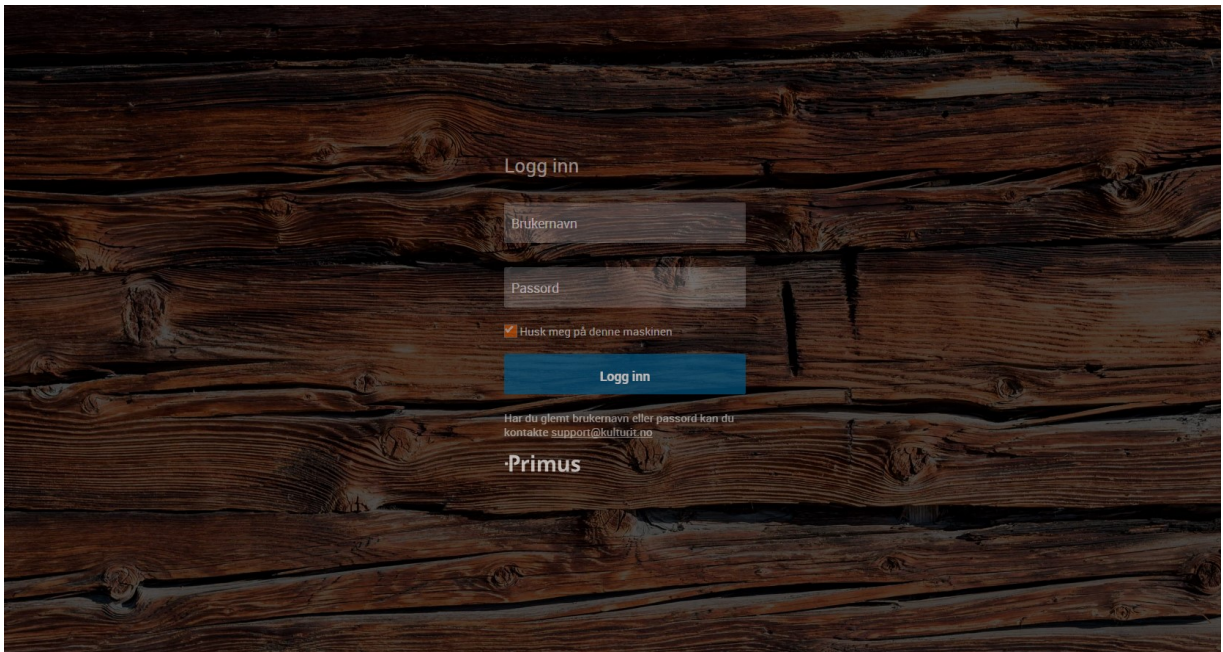 Logg inn
Brukernavn
Passord
Husk meg på denne maskinen
Logg inn
Har du glemt brukernavn eller passord kan du
kontakte support@kulturit.no
·Primus